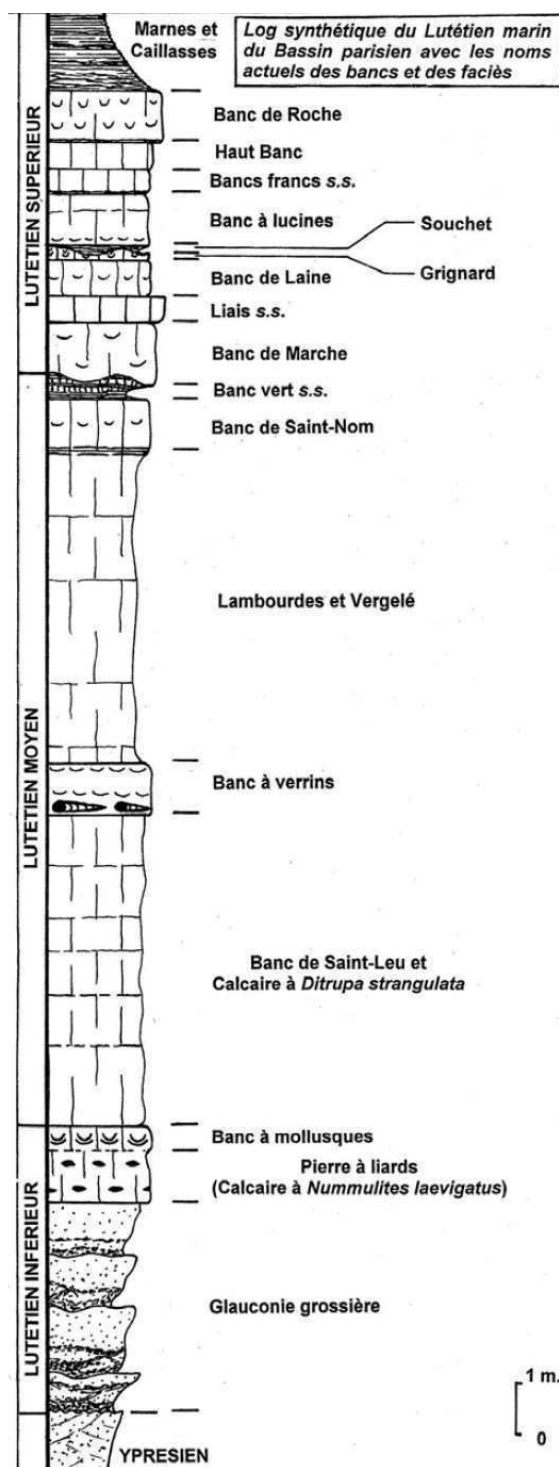 Marnes et
Caillasses
Log synthétique du Lutétien marin
du Bassin parisien avec les noms
actuels des bancs et des faciès
LUTETIEN SUPERIEUR
Banc de Roche
Haut Banc
Bancs francs s.s.
Banc à lucines
Souchet
Grignard
Banc de Laine
Liais s.s.
Banc de Marche
Banc vert s.s.
Banc de Saint-Nom
LUTETIEN MOYEN
Lambourdes et Vergelé
Banc à verrins
Banc de Saint-Leu et
Calcaire à Ditrupa strangulata
LUTETIEN INFERIEUR
Banc à mollusques
Pierre à liards
(Calcaire à Nummulites laevigatus)
Glauconie grossière
1 m.
0
YPRESIEN